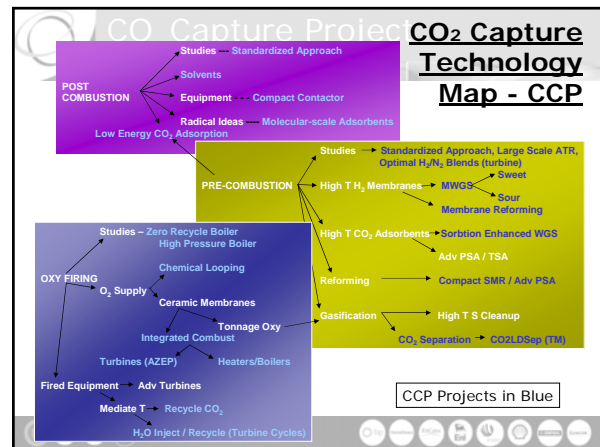 CO2 Capture Project
CO2 Capture
Technology
Map - CCP
Studies --- Standardized Approach
Solvents
POST
COMBUSTION
Equipment --- Compact Contactor
Radical Ideas ---- Molecular-scale Adsorbents
Low Energy CO2 Adsorption
Studies
Standardized Approach, Large Scale ATR,
Optimal H2/N2 Blends (turbine)
PRE-COMBUSTION
High T H2 Membranes
MWGS
Sweet
Sour
Membrane Reforming
High T CO2 Adsorbents
Sorbtion Enhanced WGS
Adv PSA / TSA
Reforming
Compact SMR / Adv PSA
Gasification
High T S Cleanup
CO2 Separation
CO2LDSep (TM)
Studies – Zero Recycle Boiler
High Pressure Boiler
OXY FIRING
Chemical Looping
O2 Supply
Ceramic Membranes
Tonnage Oxy
Integrated Combust
Turbines (AZEP)
Heaters/Boilers
Fired Equipment
Adv Turbines
Mediate T
Recycle CO2
H2O Inject / Recycle (Turbine Cycles)
CCP Projects in Blue